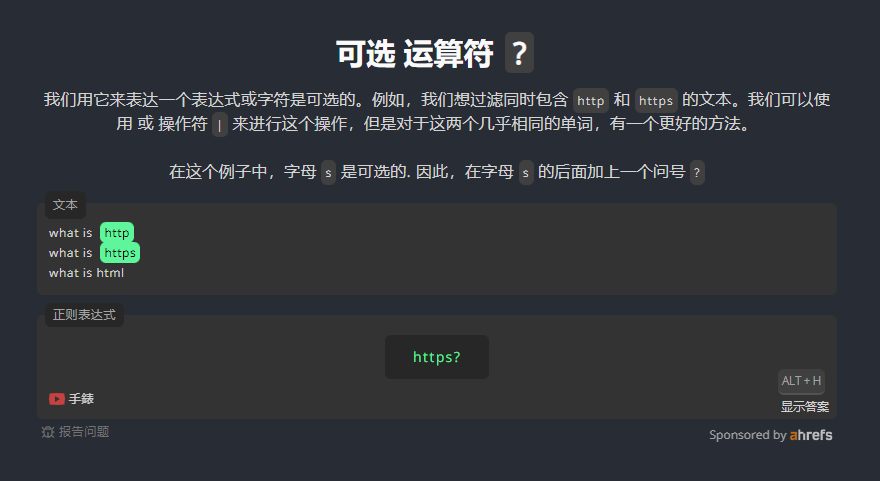 可选 运算符 ?
我们用它来表达一个表达式或字符是可选的。例如，我们想过滤同时包含 http 和 https 的文本。我们可以使
用 或 操作符 | 来进行这个操作，但是对于这两个几乎相同的单词，有一个更好的方法。
在这个例子中，字母 s 是可选的. 因此，在字母 s 的后面加上一个问号 ?
文本
what is http
what is https
what is html
正则表达式
https?
ALT + H
手錶
显示答案
报告问题
Sponsored by ahrefs